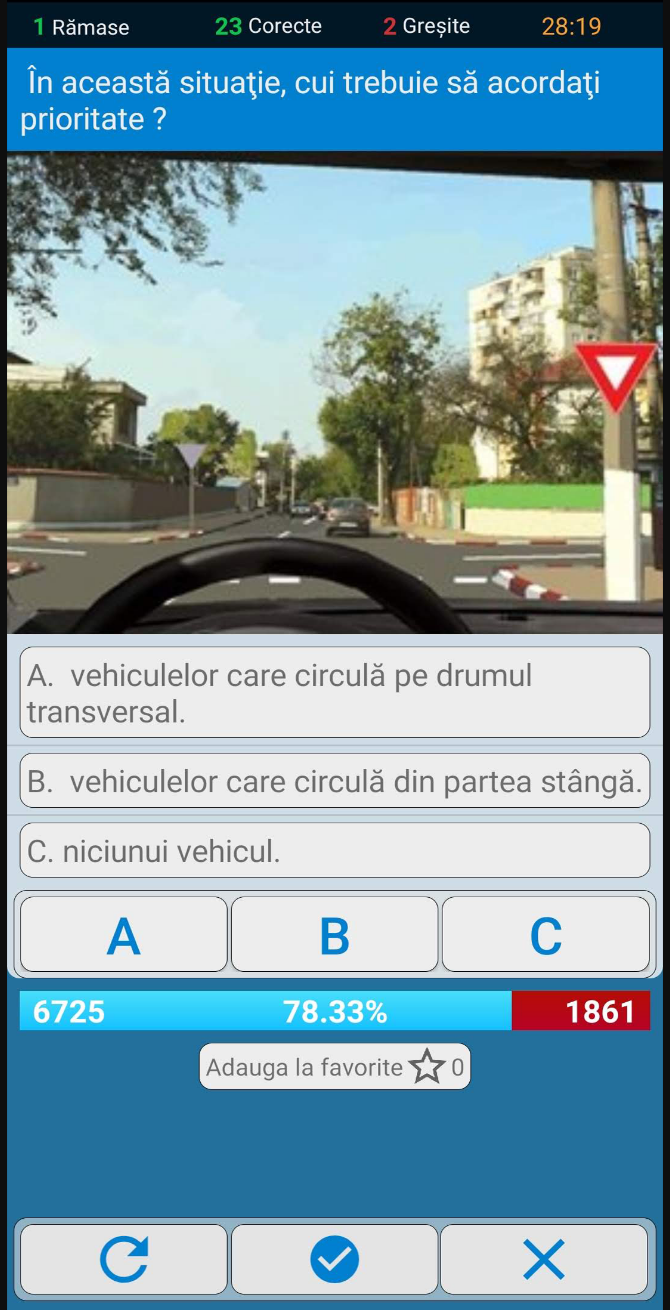 1 Rămase 23 Corecte 2 Greșite 28:19
În această situaţie, cui trebuie să acordaţi
prioritate ?
A. vehiculelor care circulă pe drumul
transversal.
B. vehiculelor care circulă din partea stângă.
C. niciunui vehicul.
A B C
6725 78.33% 1861
Adauga la favorite 0